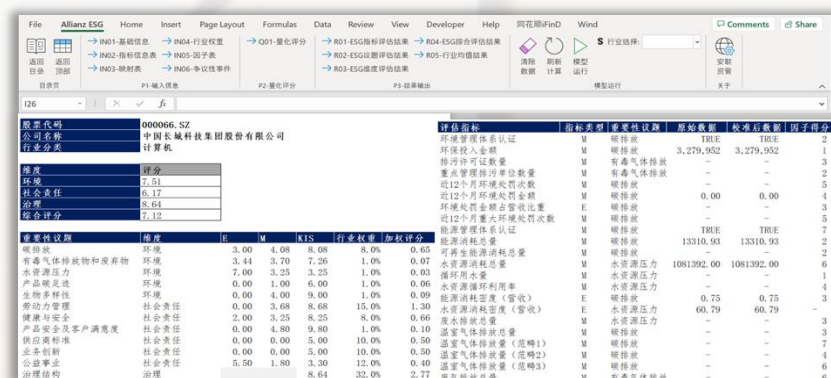 File Allianz ESG Home Insert Page Layout Formulas Data Review View Developer Help 同花顺iFinD Wind Comments Share
返回目录
返回顶部
IN01-基础信息 IN04-行业权重
IN02-指标信息表 IN05-因子表
IN03-映射表 IN06-争议性事件
Q01-量化评分
R01-ESG指标评估结果 R04-ESG综合评估结果
R02-ESG议题评估结果 R05-行业均值结果
R03-ESG维度评估结果
清除数据
刷新计算
模型运行
S 行业选择:
安联资管
目录页 P1-输入信息 P2-量化评分 P3-结果输出 模型运行 关于
I26 fx
股票代码 000066.SZ
公司名称 中国长城科技集团股份有限公司
行业分类 计算机
维度 评分
环境 7.51
社会责任 6.17
治理 8.64
综合评分 7.12
重要性议题 维度 E M KIS 行业权重 加权评分
碳排放 环境 3.00 4.08 8.08 8.0% 0.65
有毒气体排放物和废弃物 环境 3.44 3.70 7.26 1.0% 0.07
水资源压力 环境 7.00 3.25 3.25 1.0% 0.03
产品碳足迹 环境 0.00 1.00 6.00 1.0% 0.06
生物多样性 环境 0.00 4.00 9.00 1.0% 0.09
劳动力管理 社会责任 0.00 3.68 8.68 15.0% 1.30
健康与安全 社会责任 2.00 3.25 8.25 8.0% 0.66
产品安全及客户满意度 社会责任 0.00 4.80 9.80 1.0% 0.10
供应商标准 社会责任 0.00 0.00 5.00 10.0% 0.50
业务创新 社会责任 0.00 0.00 5.00 10.0% 0.50
公益事业 社会责任 5.50 1.80 3.30 12.0% 0.40
治理结构 治理 8.64 32.0% 2.77
评估指标 指标类型 重要性议题 原始数据 校准后数据 因子得分
环境管理体系认证 M 碳排放 TRUE TRUE 2
环保投入金额 M 碳排放 3,279,952 3,279,952 1
排污许可证数量 M 有毒气体排放 - - 3
重点管理排污单位数量 M 有毒气体排放 - - 2
近12个月环境处罚次数 M 碳排放 - - 5
近12个月环境处罚金额 M 碳排放 0.00 0.00 4
环境处罚金额占营收比重 E 碳排放 - - 3
近12个月重大环境处罚次数 M 碳排放 - - 5
能源管理体系认证 M 碳排放 TRUE TRUE 7
能源消耗总量 M 碳排放 13310.93 13310.93 2
可再生能源消耗总量 M 碳排放 - - 2
水资源消耗总量 M 水资源压力 1081392.00 1081392.00 6
循环用水量 M 水资源压力 - - 1
水资源循环利用率 M 水资源压力 - - 4
能源消耗密度（营收） E 碳排放 0.75 0.75 3
水资源消耗密度（营收） E 水资源压力 60.79 60.79 -
废水排放总量 M 水资源压力 - - 3
温室气体排放总量 M 碳排放 - - 3
温室气体排放量（范畴1） M 碳排放 - - 7
温室气体排放量（范畴2） M 碳排放 - - 4
温室气体排放量（范畴3） M 碳排放 - - 6